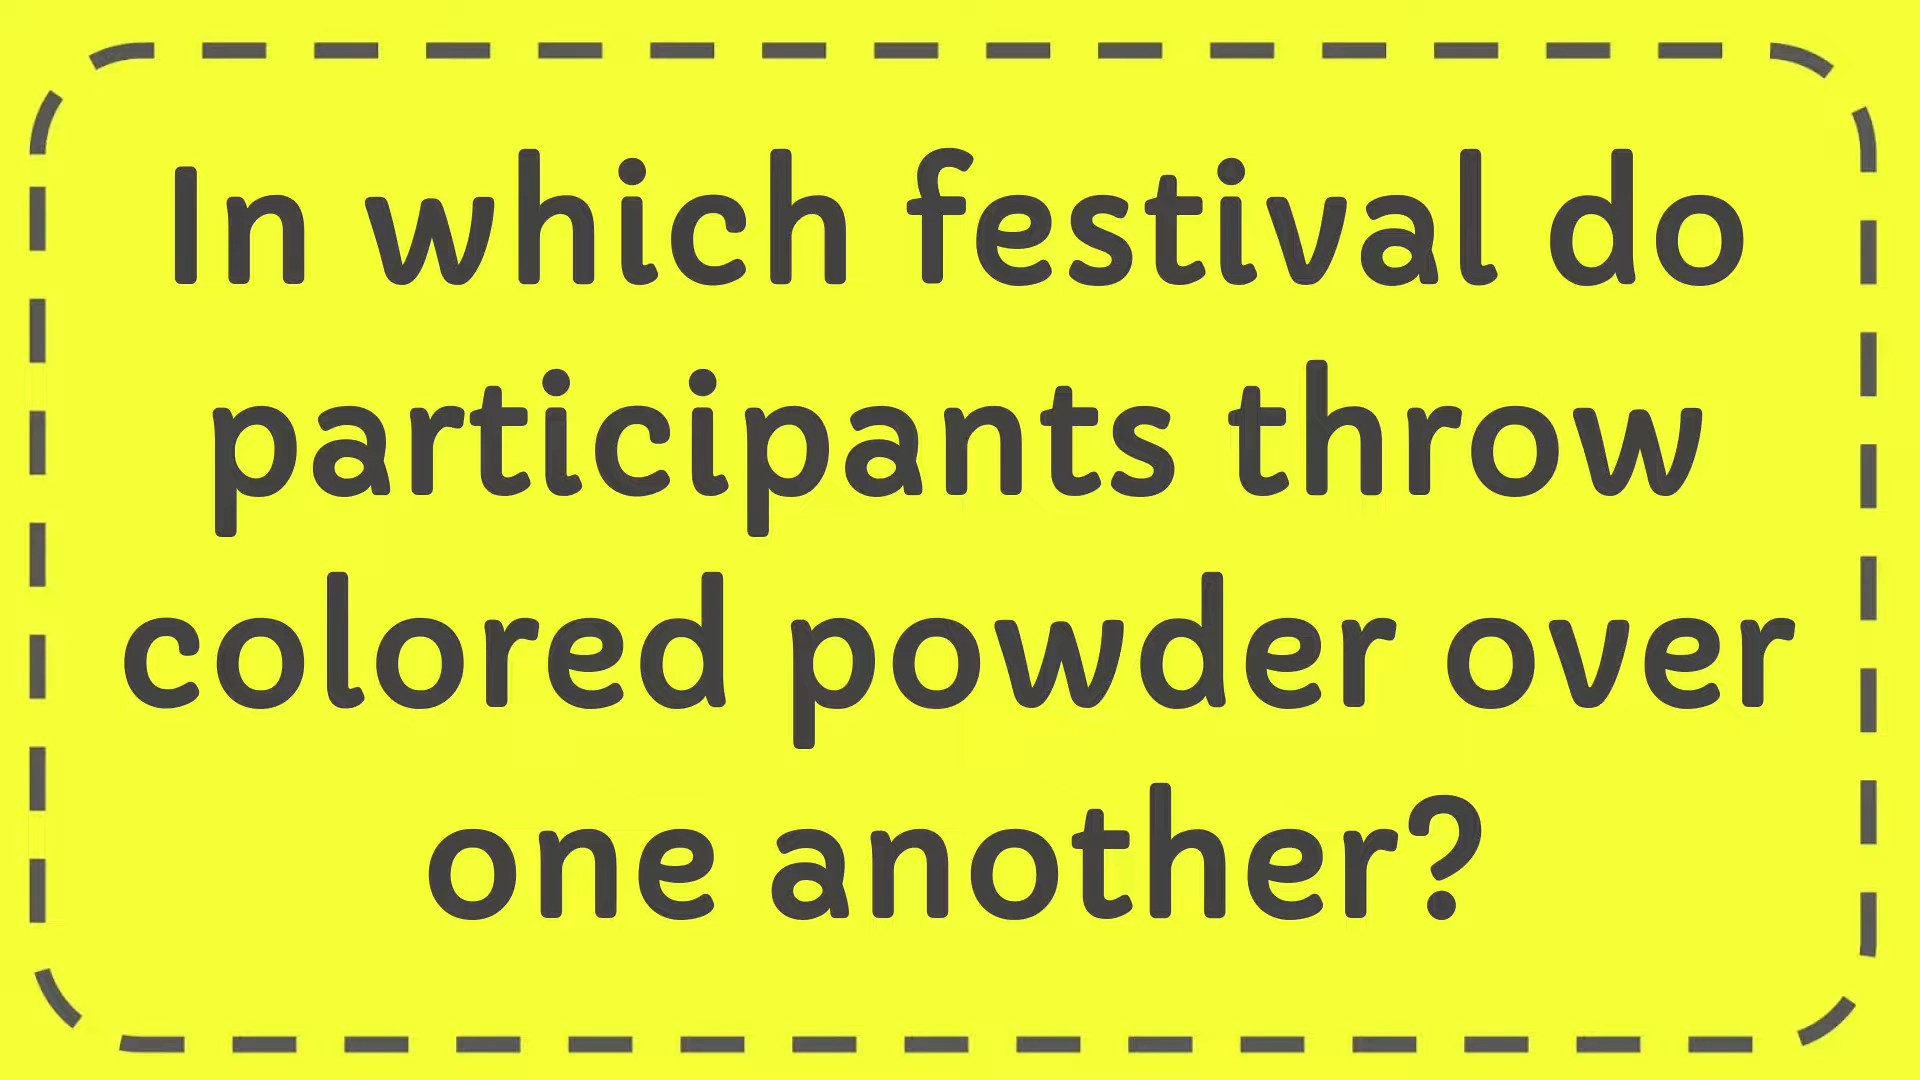 In which festival do
participants throw
colored powder over
one another?